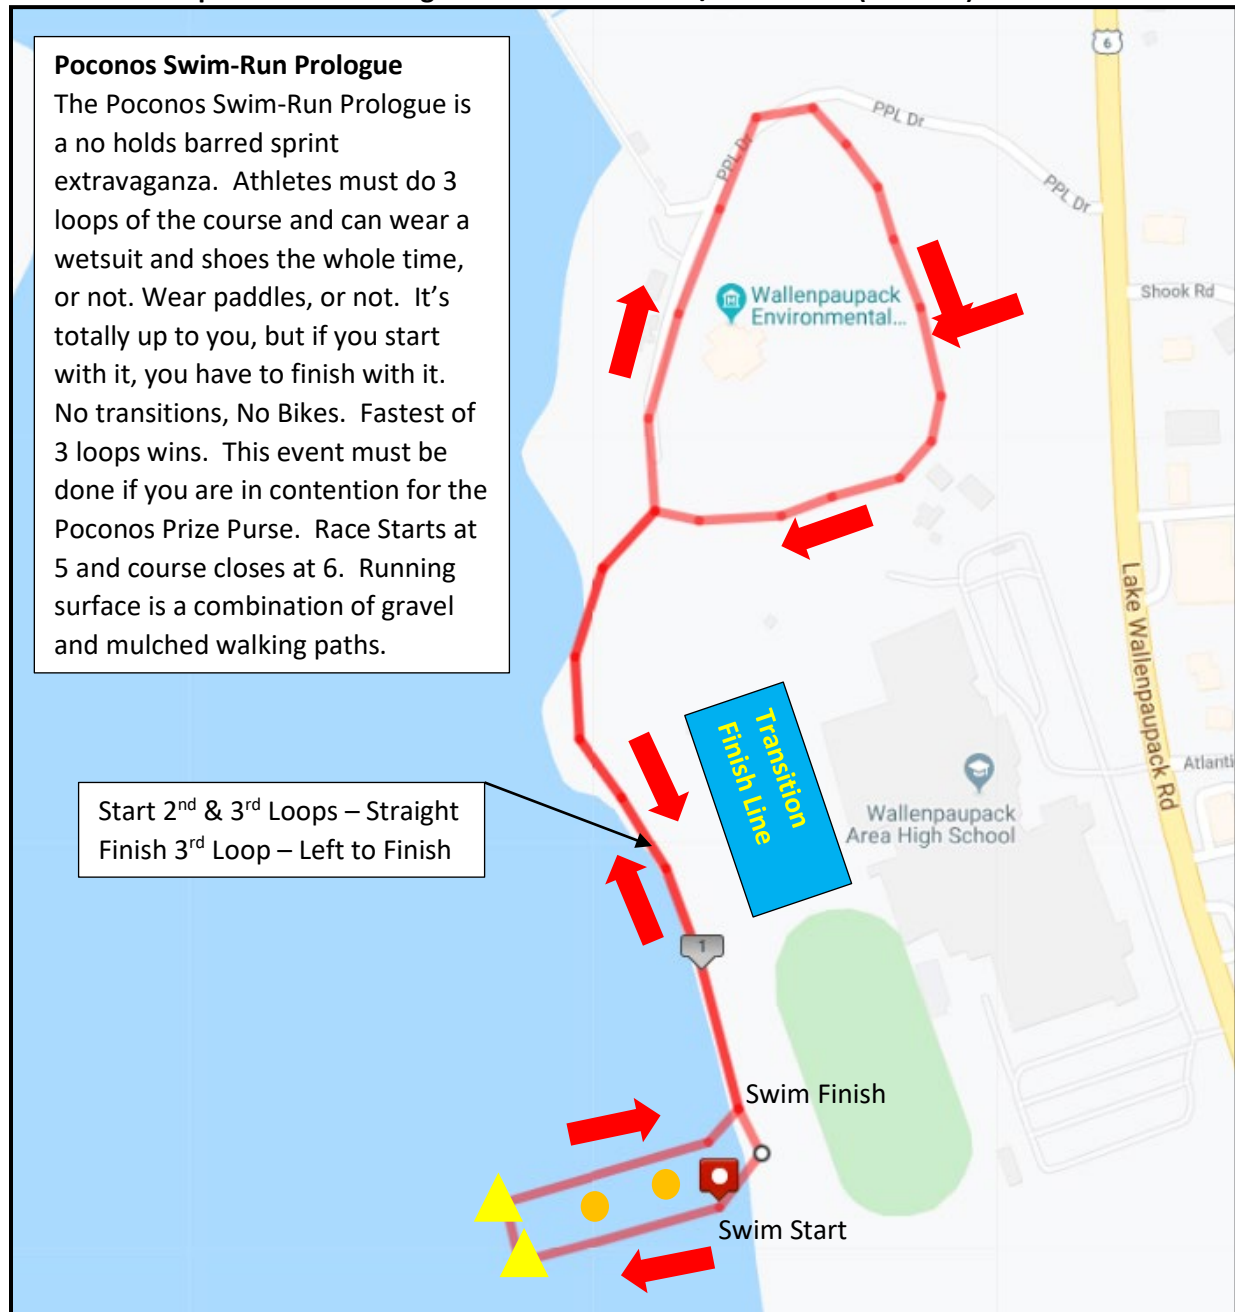 Poconos Swim-Run Prologue
The Poconos Swim-Run Prologue is
a no holds barred sprint
extravaganza.  Athletes must do 3
loops of the course and can wear a
wetsuit and shoes the whole time,
or not. Wear paddles, or not.  It's
totally up to you, but if you start
with it, you have to finish with it.
No transitions, No Bikes.  Fastest of
3 loops wins.  This event must be
done if you are in contention for the
Poconos Prize Purse.  Race Starts at
5 and course closes at 6.  Running
surface is a combination of gravel
and mulched walking paths.
6
PPL Dr
PPL Dr
PPL Dr
Shook Rd
Wallenpaupack
Environmental...
Lake Wallenpaupack Rd
Transition
Finish Line
Atlanti
Wallenpaupack
Area High School
Start 2nd & 3rd Loops – Straight
Finish 3rd Loop – Left to Finish
1
Swim Finish
Swim Start